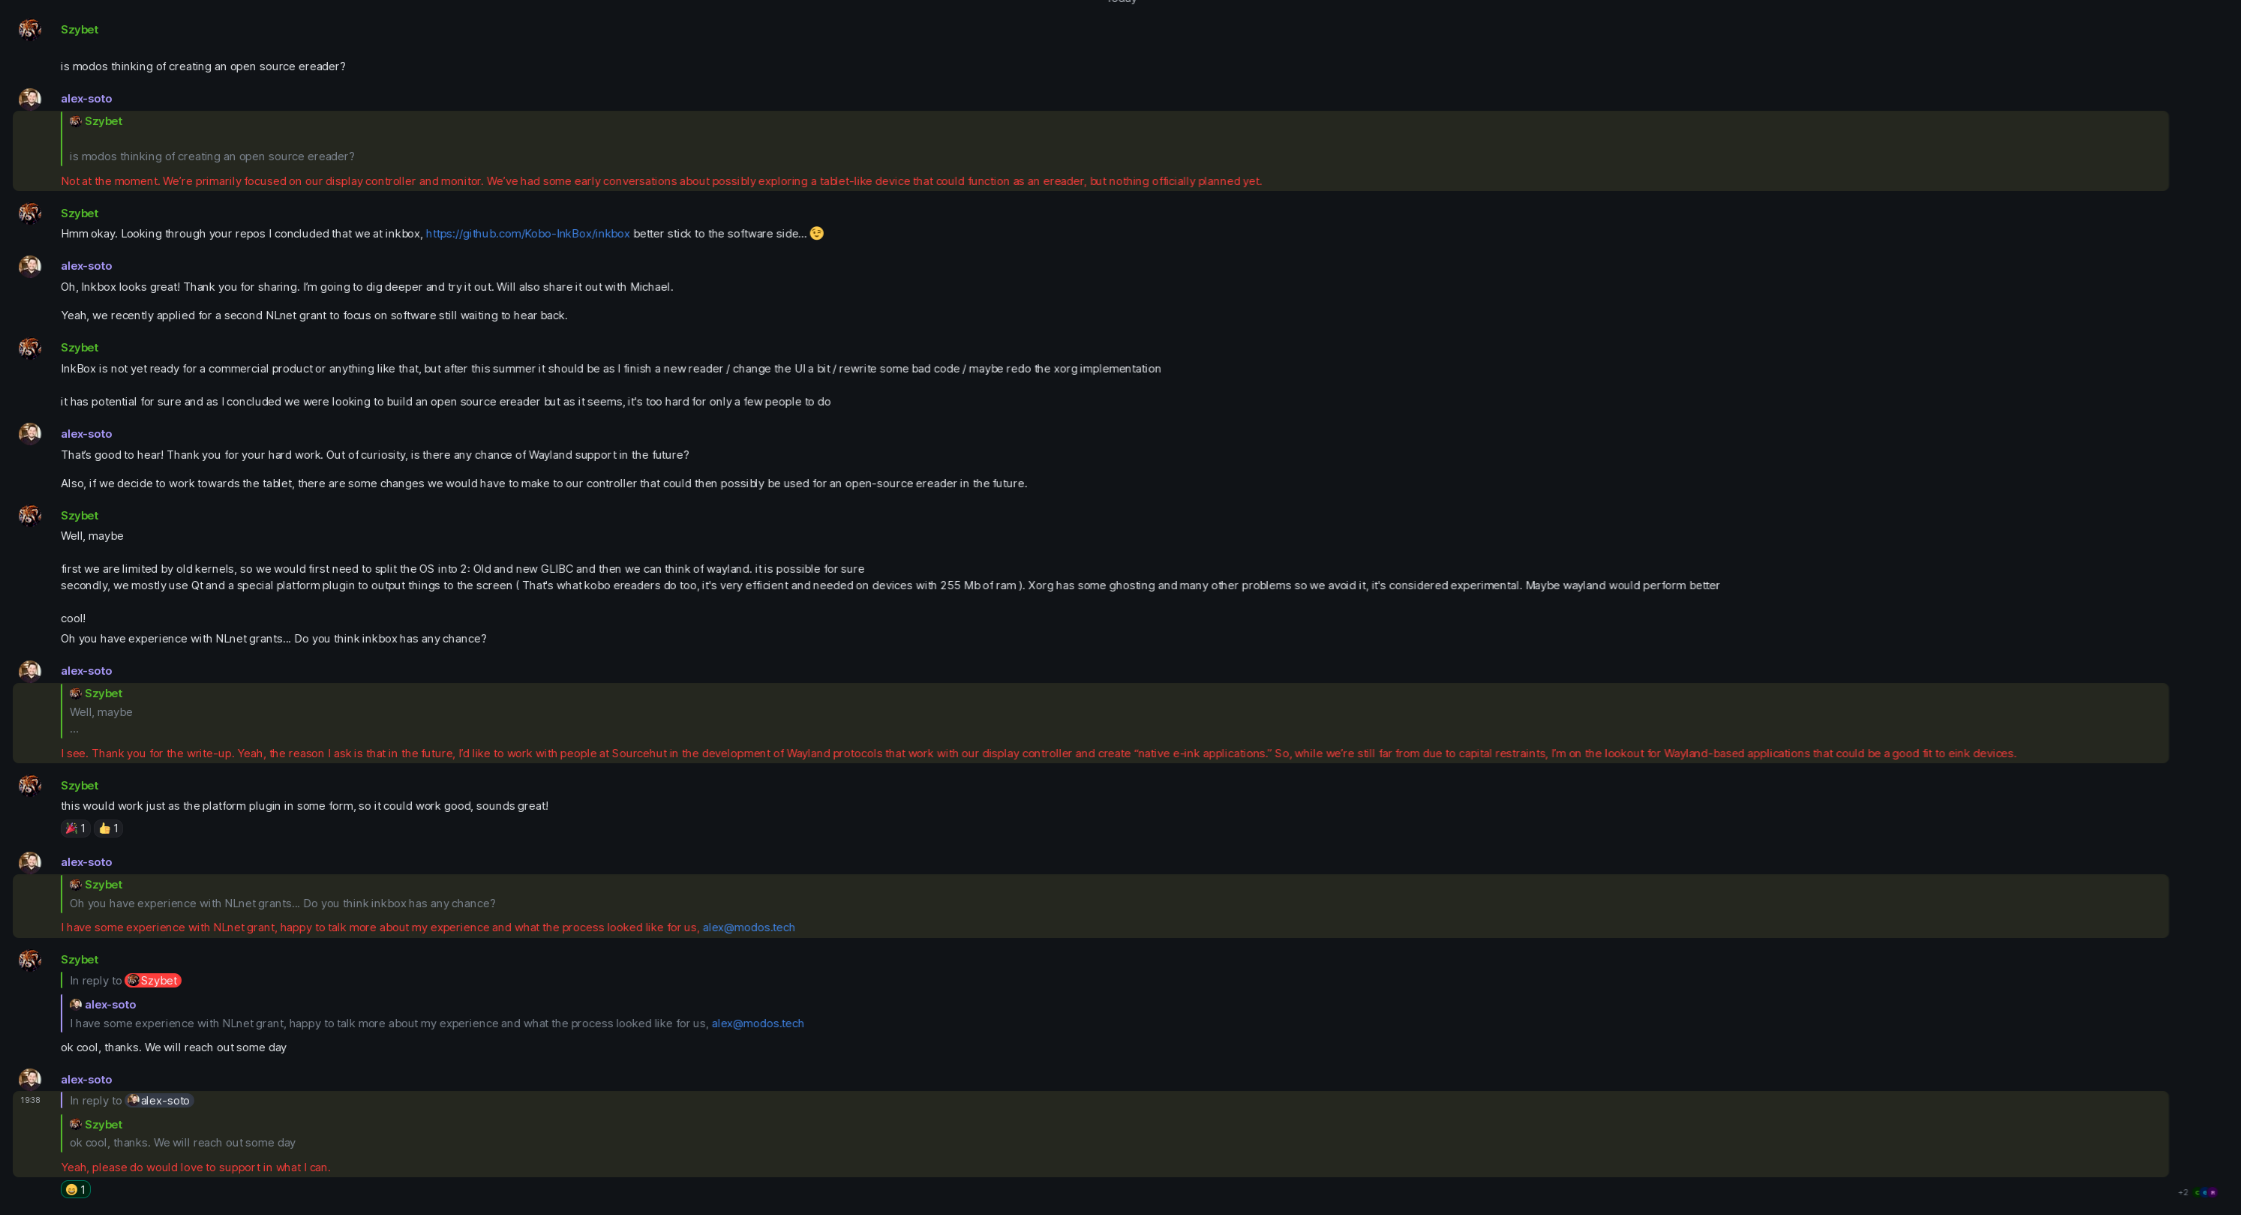 Today
Szybet
is modos thinking of creating an open source ereader?
alex-soto
Szybet
is modos thinking of creating an open source ereader?
Not at the moment. We're primarily focused on our display controller and monitor. We've had some early conversations about possibly exploring a tablet-like device that could function as an ereader, but nothing officially planned yet.
Szybet
Hmm okay. Looking through your repos I concluded that we at inkbox, https://github.com/Kobo-InkBox/inkbox better stick to the software side... 😉
alex-soto
Oh, Inkbox looks great! Thank you for sharing. I'm going to dig deeper and try it out. Will also share it out with Michael.
Yeah, we recently applied for a second NLnet grant to focus on software still waiting to hear back.
Szybet
InkBox is not yet ready for a commercial product or anything like that, but after this summer it should be as I finish a new reader / change the UI a bit / rewrite some bad code / maybe redo the xorg implementation
it has potential for sure and as I concluded we were looking to build an open source ereader but as it seems, it's too hard for only a few people to do
alex-soto
That's good to hear! Thank you for your hard work. Out of curiosity, is there any chance of Wayland support in the future?
Also, if we decide to work towards the tablet, there are some changes we would have to make to our controller that could then possibly be used for an open-source ereader in the future.
Szybet
Well, maybe
first we are limited by old kernels, so we would first need to split the OS into 2: Old and new GLIBC and then we can think of wayland. it is possible for sure
secondly, we mostly use Qt and a special platform plugin to output things to the screen ( That's what kobo ereaders do too, it's very efficient and needed on devices with 255 Mb of ram ). Xorg has some ghosting and many other problems so we avoid it, it's considered experimental. Maybe wayland would perform better
cool!
Oh you have experience with NLnet grants... Do you think inkbox has any chance?
alex-soto
Szybet
Well, maybe
...
I see. Thank you for the write-up. Yeah, the reason I ask is that in the future, I'd like to work with people at Sourcehut in the development of Wayland protocols that work with our display controller and create “native e-ink applications.” So, while we're still far from due to capital restraints, I'm on the lookout for Wayland-based applications that could be a good fit to eink devices.
Szybet
this would work just as the platform plugin in some form, so it could work good, sounds great!
🎉 1 👍 1
alex-soto
Szybet
Oh you have experience with NLnet grants... Do you think inkbox has any chance?
I have some experience with NLnet grant, happy to talk more about my experience and what the process looked like for us, alex@modos.tech
Szybet
In reply to Szybet
alex-soto
I have some experience with NLnet grant, happy to talk more about my experience and what the process looked like for us, alex@modos.tech
ok cool, thanks. We will reach out some day
alex-soto
19:38 In reply to alex-soto
Szybet
ok cool, thanks. We will reach out some day
Yeah, please do would love to support in what I can.
😄 1
+2